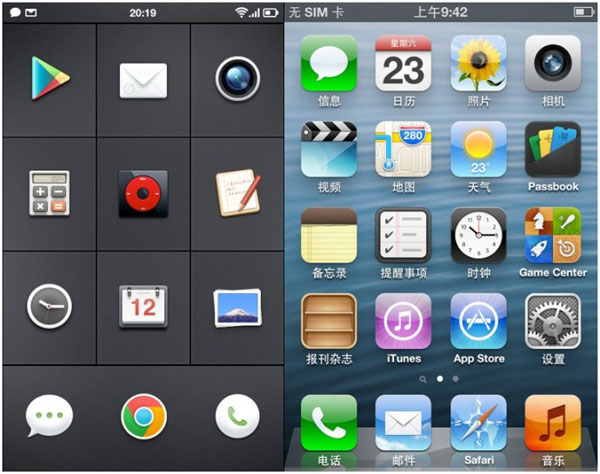 20:19
12
无 SIM 卡
上午9:42
星期六
23
280
23°
信息
日历
照片
相机
视频
地图
天气
Passbook
备忘录
提醒事项
时钟
Game Center
报刊杂志
iTunes
App Store
设置
电话
邮件
Safari
音乐